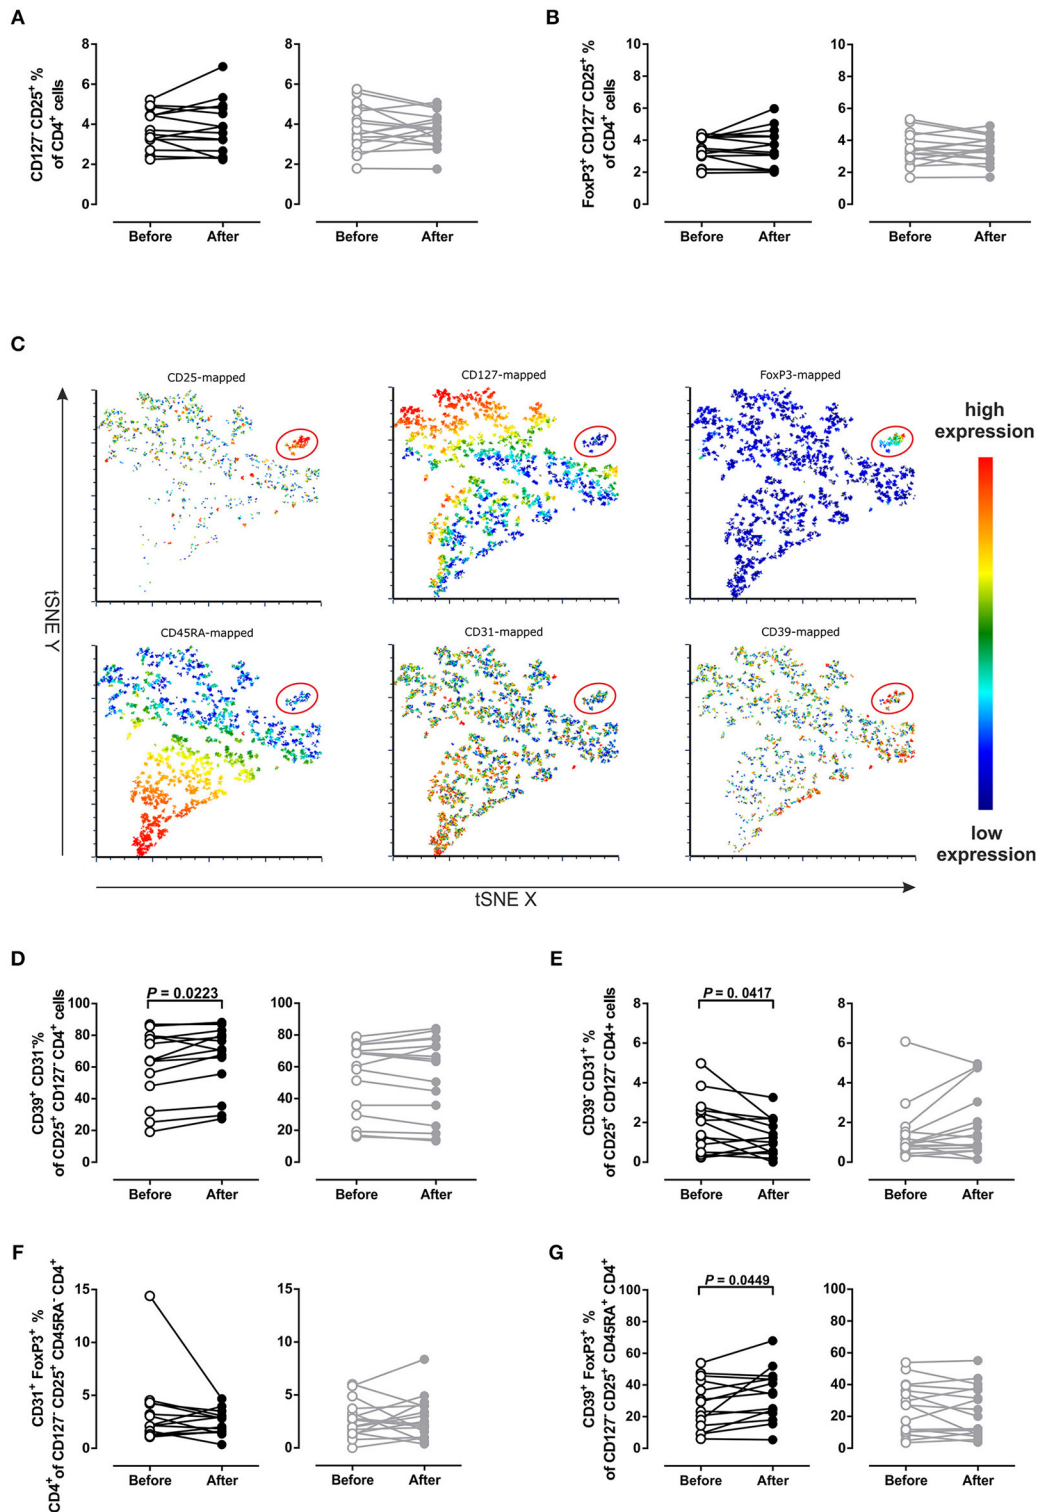 A
CD127⁻ CD25⁺ %
of CD4⁺ cells
8
6
4
2
0
Before
After
8
6
4
2
0
Before
After
B
FoxP3⁺ CD127⁻ CD25⁺ %
of CD4⁺ cells
10
8
6
4
2
0
Before
After
10
8
6
4
2
0
Before
After
C
CD25-mapped
CD127-mapped
FoxP3-mapped
high
expression
tSNE Y
CD45RA-mapped
CD31-mapped
CD39-mapped
low
expression
tSNE X
D
CD39⁺ CD31⁻%
of CD25⁺ CD127⁻ CD4⁺ cells
P = 0.0223
100
80
60
40
20
0
Before
After
100
80
60
40
20
0
Before
After
E
CD39⁻ CD31⁺ %
of CD25⁺ CD127⁻ CD4+ cells
P = 0.0417
8
6
4
2
0
Before
After
8
6
4
2
0
Before
After
F
CD31⁺ FoxP3⁺ %
CD4⁺ of CD127⁻ CD25⁺ CD45RA⁻ CD4⁺
15
10
5
0
Before
After
15
10
5
0
Before
After
G
CD39⁺ FoxP3⁺ %
of CD127⁻ CD25⁺ CD45RA⁺ CD4⁺
P = 0.0449
100
80
60
40
20
0
Before
After
100
80
60
40
20
0
Before
After